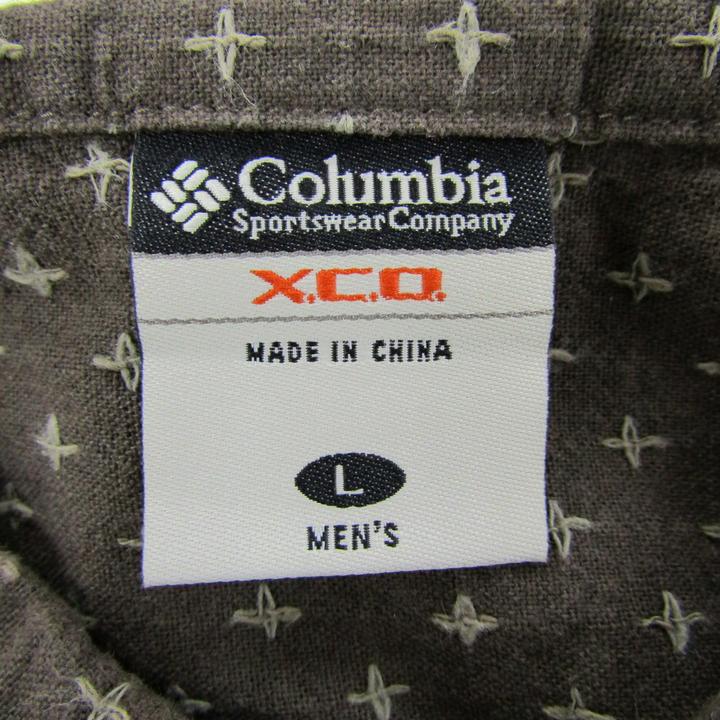 Columbia
Sportswear Company
X.C.O.
MADE IN CHINA
L
MEN'S